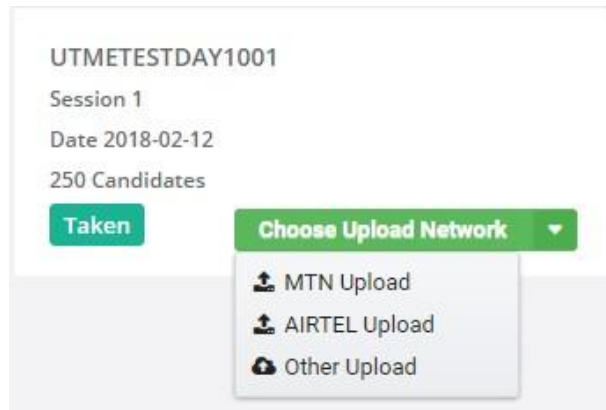 UTMETESTDAY1001
Session 1
Date 2018-02-12
250 Candidates
Taken
Choose Upload Network
MTN Upload
AIRTEL Upload
Other Upload